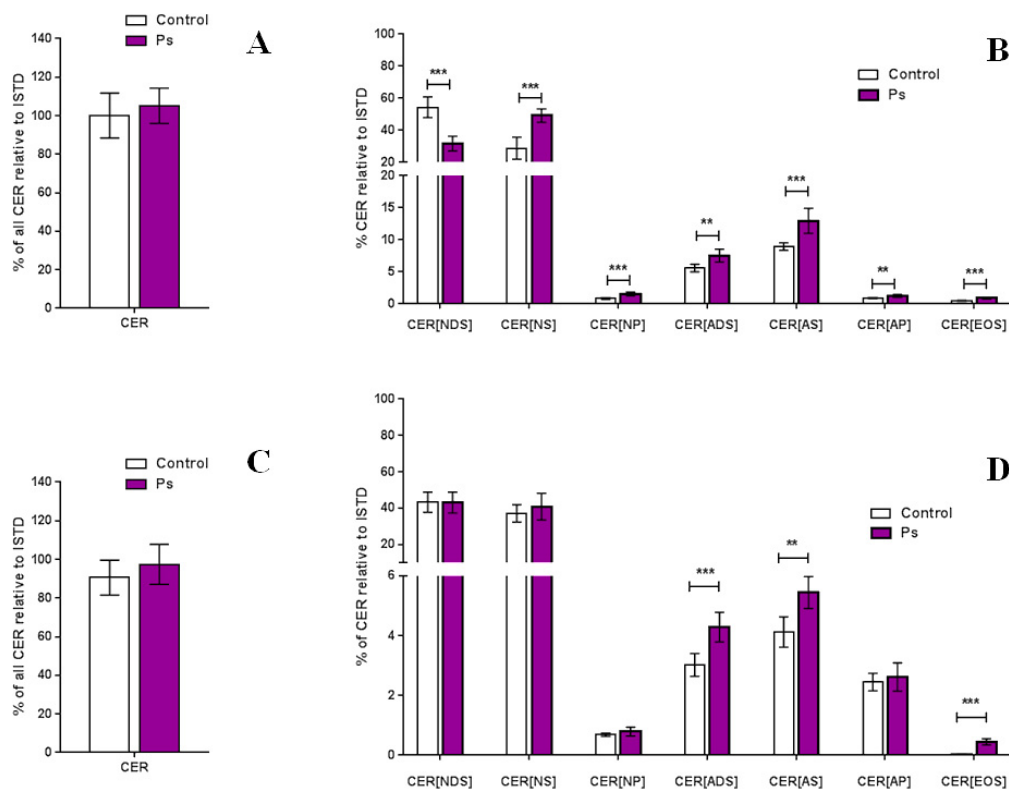 Control
Ps
A
140
120
100
80
60
40
20
0
% of all CER relative to ISTD
CER
B
Control
Ps
100
80
60
40
20
20
15
10
5
0
% CER relative to ISTD
***
***
***
**
***
**
***
CER[NDS]
CER[NS]
CER[NP]
CER[ADS]
CER[AS]
CER[AP]
CER[EOS]
Control
Ps
C
140
120
100
80
60
40
20
0
% of all CER relative to ISTD
CER
D
Control
Ps
100
80
60
40
20
6
4
2
0
% of CER relative to ISTD
***
**
***
CER[NDS]
CER[NS]
CER[NP]
CER[ADS]
CER[AS]
CER[AP]
CER[EOS]